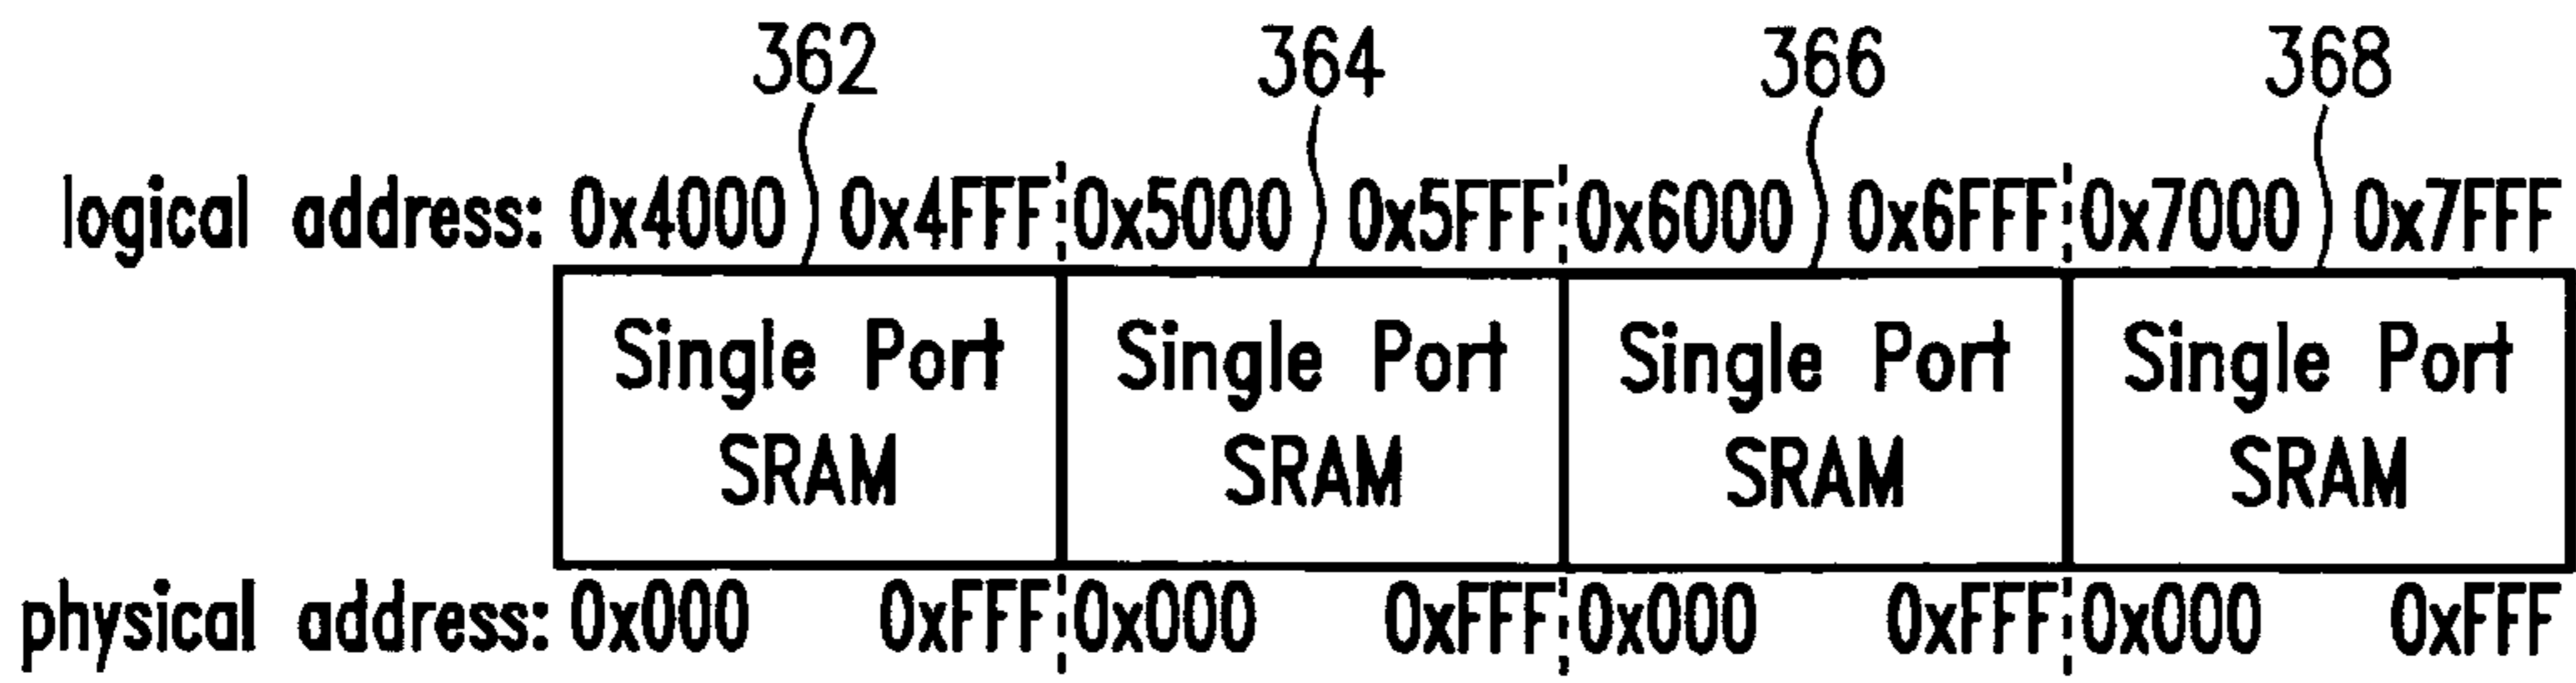 362 364 366 368
logical address: 0x4000 0x4FFF 0x5000 0x5FFF 0x6000 0x6FFF 0x7000 0x7FFF
Single Port Single Port Single Port Single Port
SRAM SRAM SRAM SRAM
physical address: 0x000 0xFFF 0x000 0xFFF 0x000 0xFFF 0x000 0xFFF